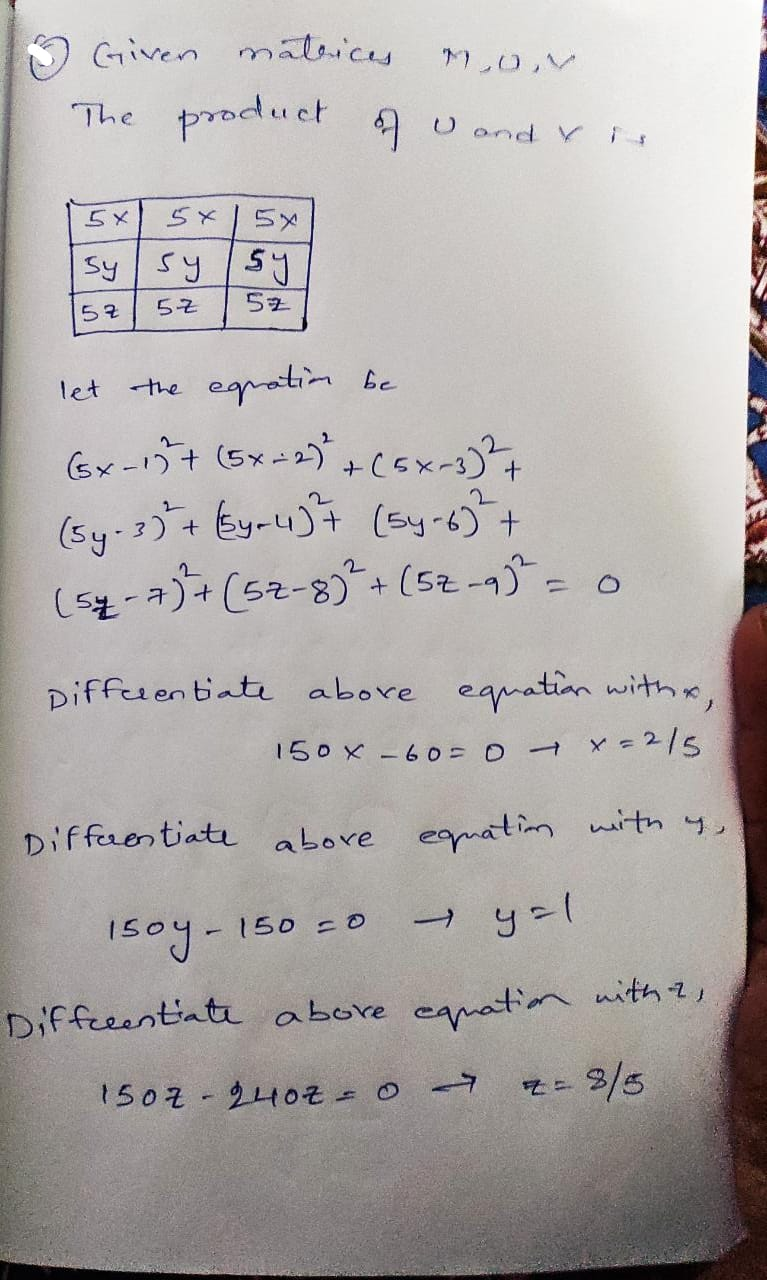 5) Given matrices M,U,V
The product of U and V is
5x 5x 5x
5y 5y 5y
5z 5z 5z
let the equation be
(5x-1)² + (5x-2)² + (5x-3)² +
(5y-3)² + (5y-4)² + (5y-6)² +
(5z-7)² + (5z-8)² + (5z-9)² = 0
Differentiate above equation with x,
150x - 60 = 0 → x = 2/5
Differentiate above equation with y,
150y - 150 = 0 → y = 1
Differentiate above equation with z,
150z - 240z = 0 → z = 8/5